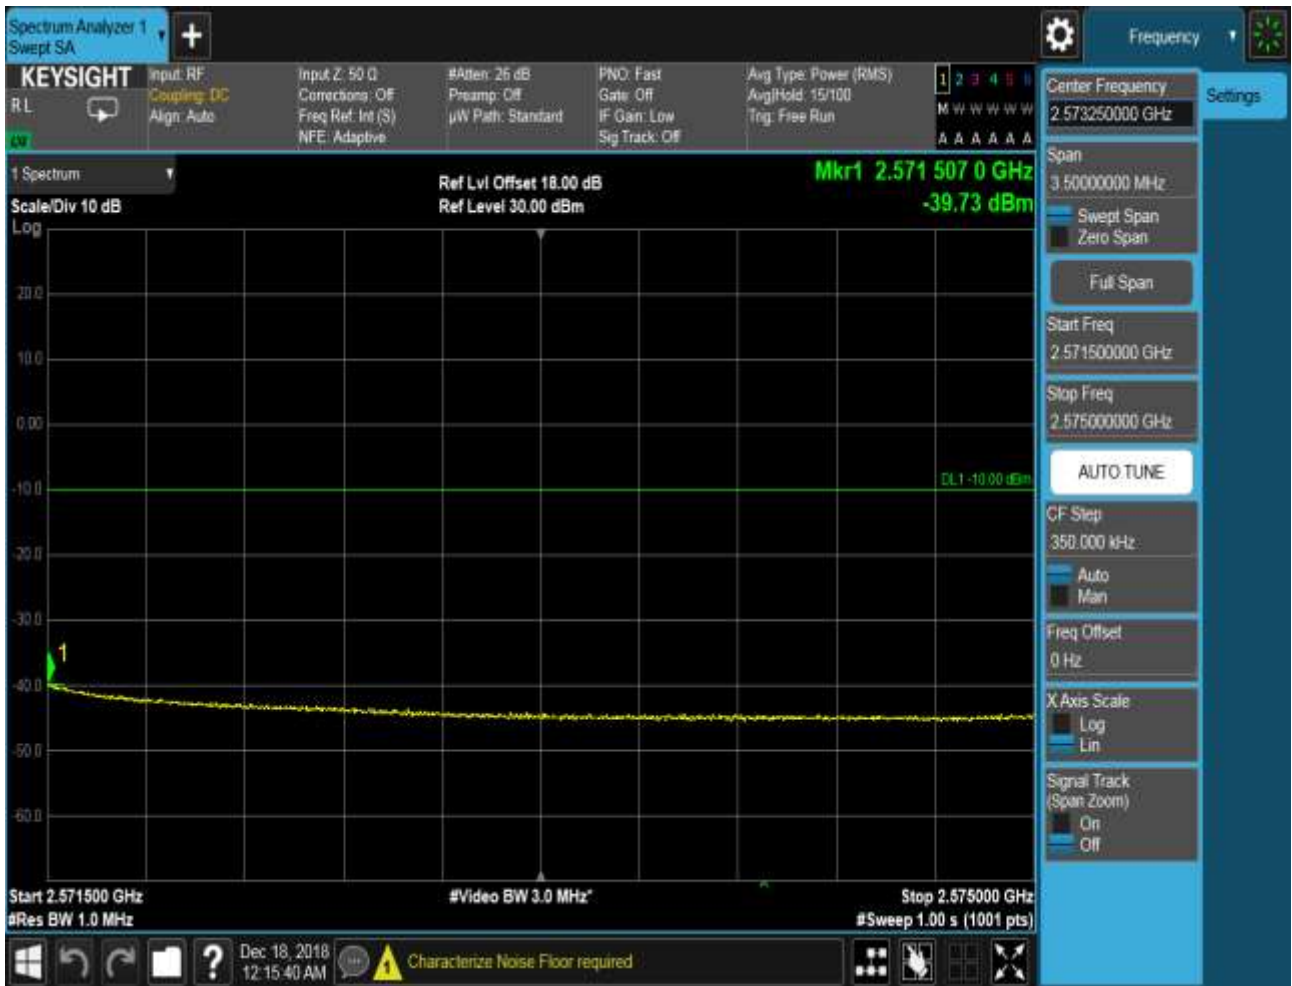 Spectrum Analyzer 1
Swept SA
+
Frequency
KEYSIGHT
RL
Input: RF
Coupling: DC
Align: Auto
Input Z: 50 Ω
Corrections: Off
Freq Ref: Int (S)
NFE: Adaptive
#Atten: 26 dB
Preamp: Off
µW Path: Standard
PNO: Fast
Gate: Off
IF Gain: Low
Sig Track: Off
Avg Type: Power (RMS)
Avg|Hold: 15/100
Trig: Free Run
1 2 3 4 5 6
M W W W W W
A A A A A A
1 Spectrum
Scale/Div 10 dB
Log
Ref Lvl Offset 18.00 dB
Ref Level 30.00 dBm
Mkr1 2.571 507 0 GHz
-39.73 dBm
20.0
10.0
0.00
-10.0
-20.0
-30.0
-40.0
-50.0
-60.0
DL1 -10.00 dBm
1
Start 2.571500 GHz
#Res BW 1.0 MHz
#Video BW 3.0 MHz*
Stop 2.575000 GHz
#Sweep 1.00 s (1001 pts)
Center Frequency
2.573250000 GHz
Settings
Span
3.50000000 MHz
Swept Span
Zero Span
Full Span
Start Freq
2.571500000 GHz
Stop Freq
2.575000000 GHz
AUTO TUNE
CF Step
350.000 kHz
Auto
Man
Freq Offset
0 Hz
X Axis Scale
Log
Lin
Signal Track
(Span Zoom)
On
Off
?
Dec 18, 2018
12:15:40 AM
1
Characterize Noise Floor required